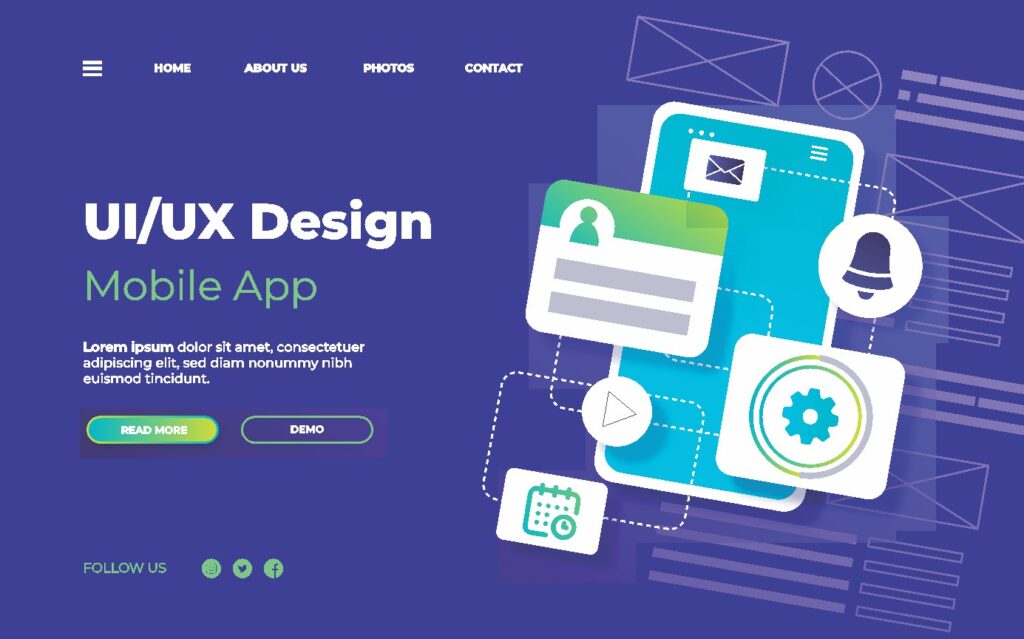 HOME ABOUT US PHOTOS CONTACT
UI/UX Design
Mobile App
Lorem ipsum dolor sit amet, consectetuer
adipiscing elit, sed diam nonummy nibh
euismod tincidunt.
READ MORE DEMO
FOLLOW US